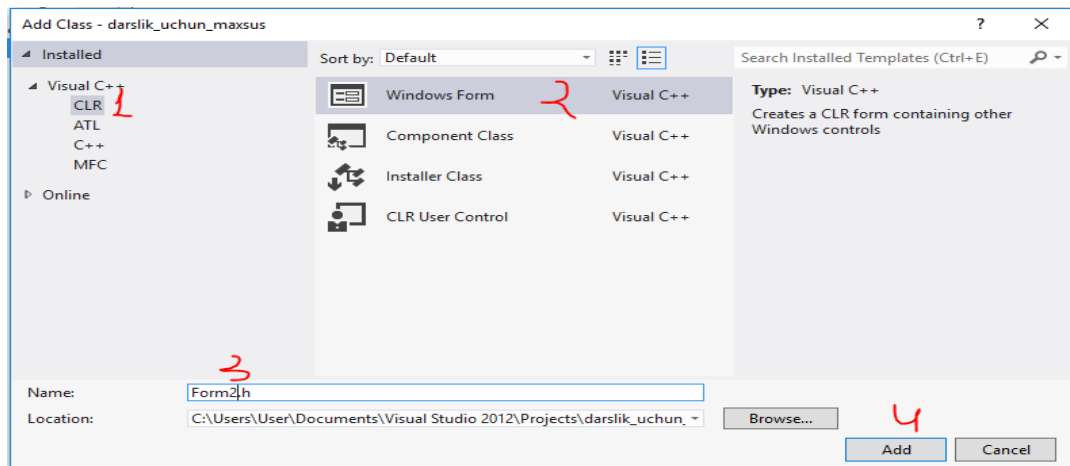 Add Class - darslik_uchun_maxsus ? ×
Installed
Sort by: Default
Search Installed Templates (Ctrl+E)
Visual C++
CLR 1
ATL
C++
MFC
Online
Windows Form 2 Visual C++
Component Class Visual C++
Installer Class Visual C++
CLR User Control Visual C++
Type: Visual C++
Creates a CLR form containing other
Windows controls
3
Name: Form2.h
Location: C:\Users\User\Documents\Visual Studio 2012\Projects\darslik_uchun_ Browse...
4
Add Cancel